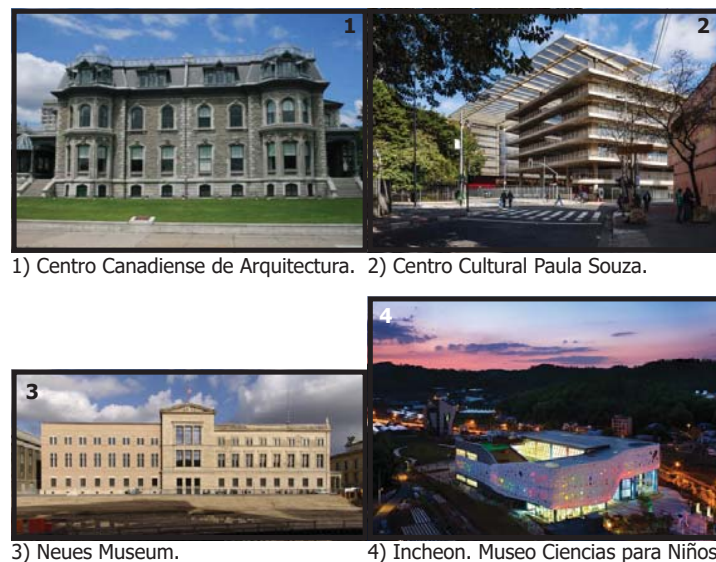 1
2
1) Centro Canadiense de Arquitectura.
2) Centro Cultural Paula Souza.
3
4
3) Neues Museum.
4) Incheon. Museo Ciencias para Niños